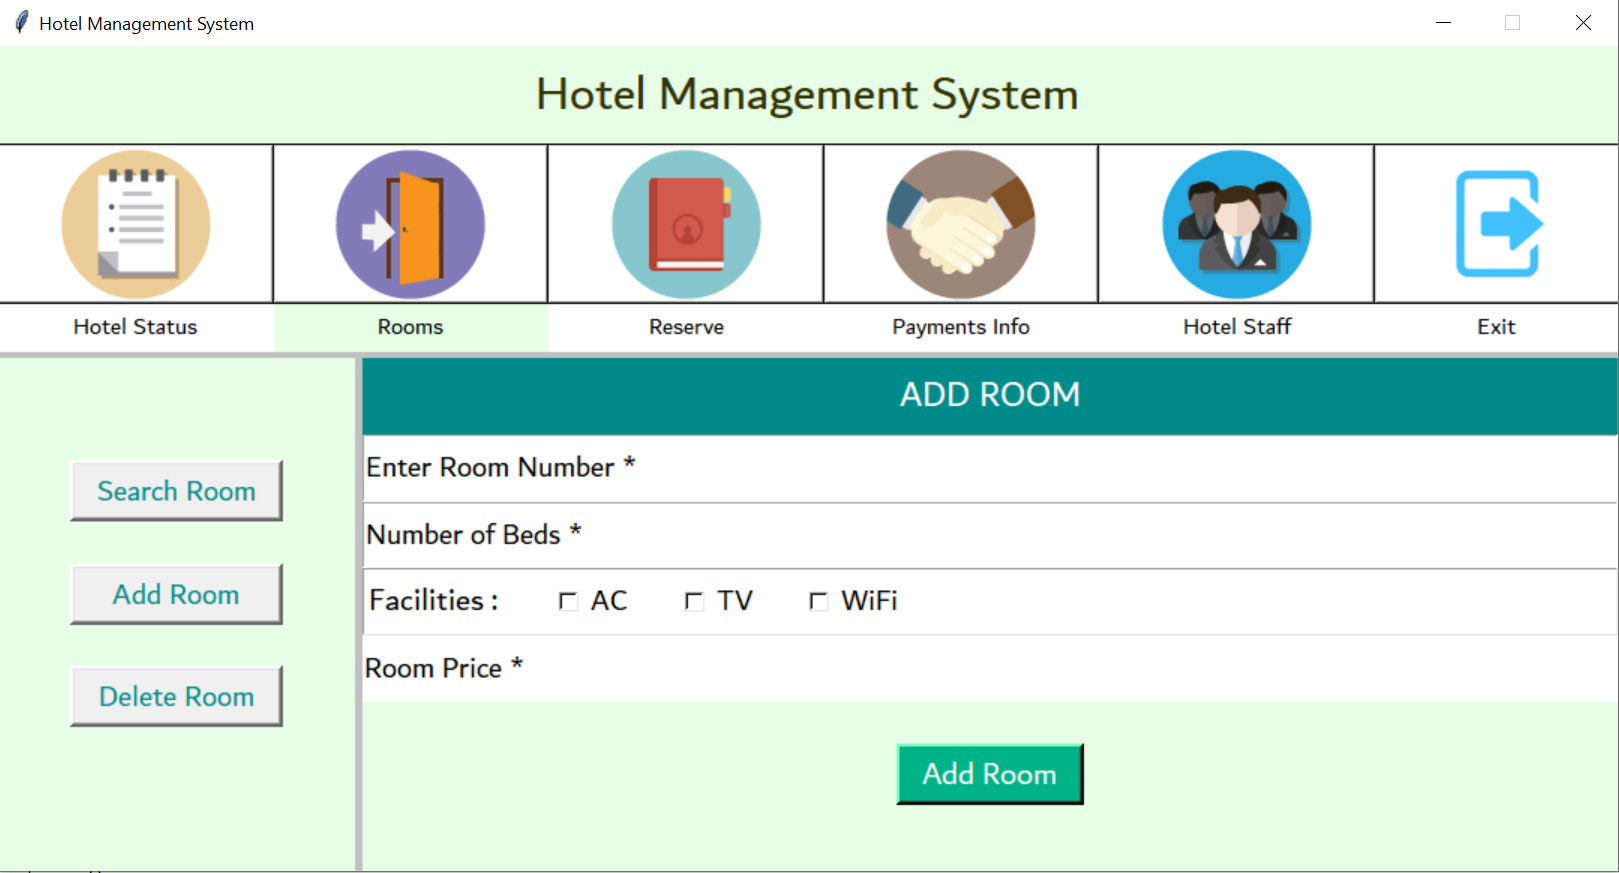 Hotel Management System
Hotel Management System
Hotel Status Rooms Reserve Payments Info Hotel Staff Exit
ADD ROOM
Enter Room Number *
Search Room
Number of Beds *
Add Room
Facilities : AC TV WiFi
Room Price *
Delete Room
Add Room